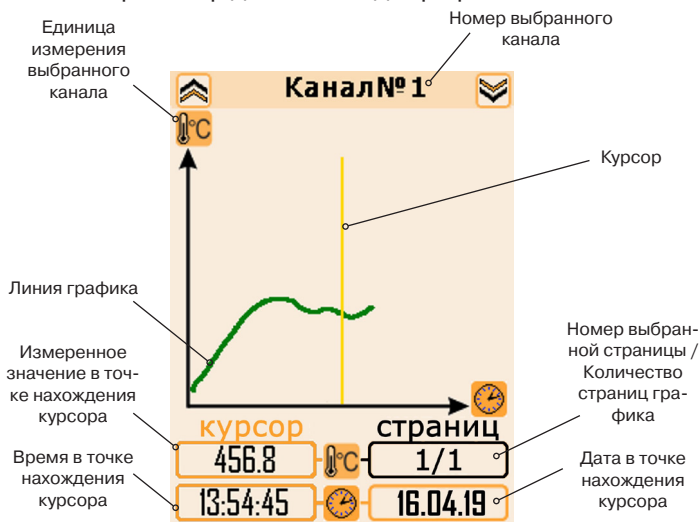 Единица
измерения
выбранного
канала
Номер выбранного
канала
Канал№1
°C
Курсор
Линия графика
Измеренное
значение в точ-
ке нахождения
курсора
Номер выбран-
ной страницы /
Количество
страниц гра-
фика
курсор
страниц
456.8
°C
1/1
Время в точке
нахождения
курсора
13:54:45
16.04.19
Дата в точке
нахождения
курсора